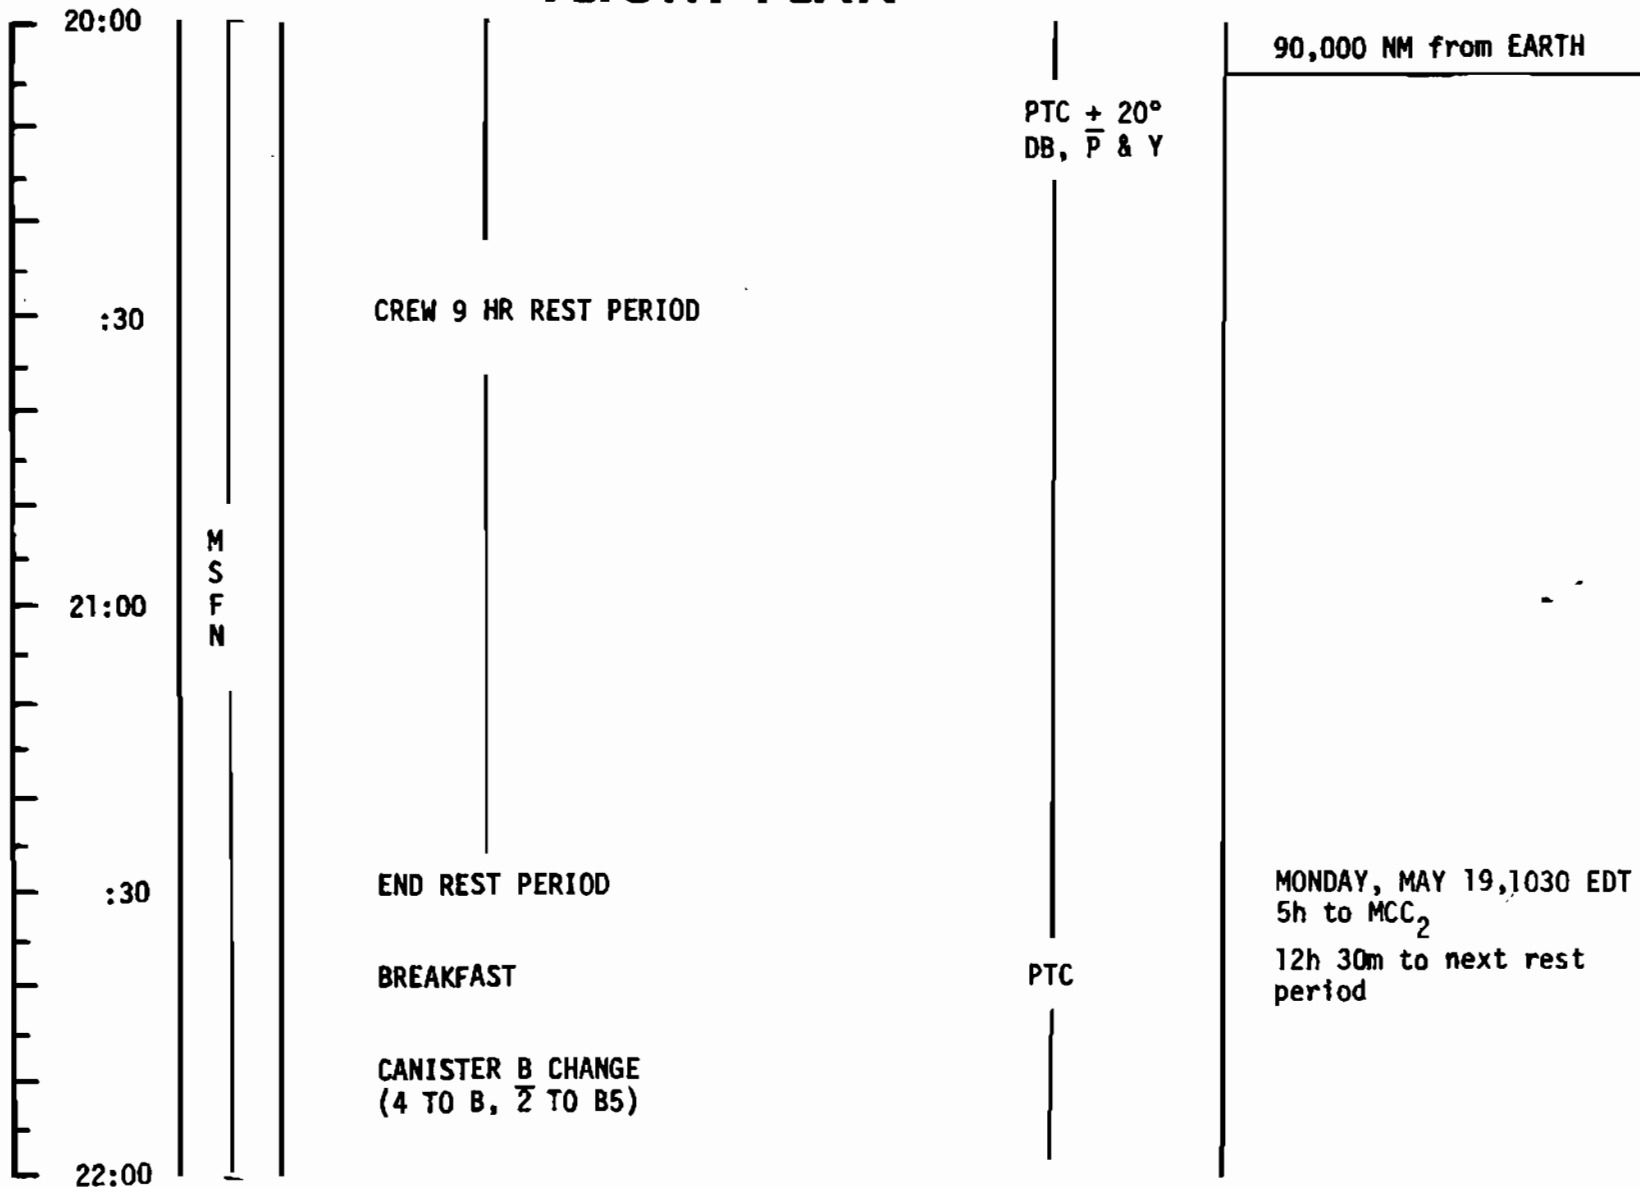 20:00
90,000 NM from EARTH
PTC ± 20°
DB, P & Y
:30
CREW 9 HR REST PERIOD
M
S
F
N
21:00
:30
END REST PERIOD
MONDAY, MAY 19,1030 EDT
5h to MCC2
BREAKFAST
PTC
12h 30m to next rest
period
CANISTER B CHANGE
(4 TO B, 2 TO B5)
22:00